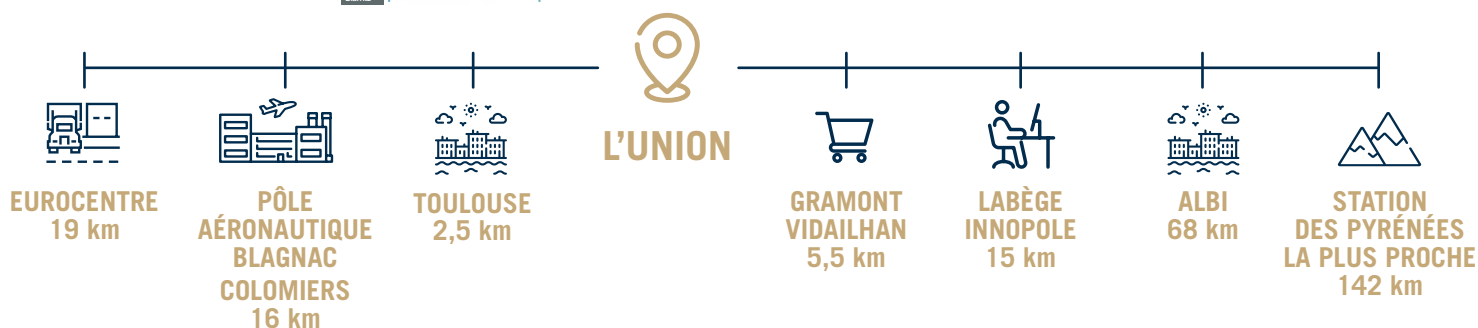 L'UNION
EUROCENTRE
19 km
PÔLE
AÉRONAUTIQUE
BLAGNAC
COLOMIERS
16 km
TOULOUSE
2,5 km
GRAMONT
VIDAILHAN
5,5 km
LABÈGE
INNOPOLE
15 km
ALBI
68 km
STATION
DES PYRÉNÉES
LA PLUS PROCHE
142 km